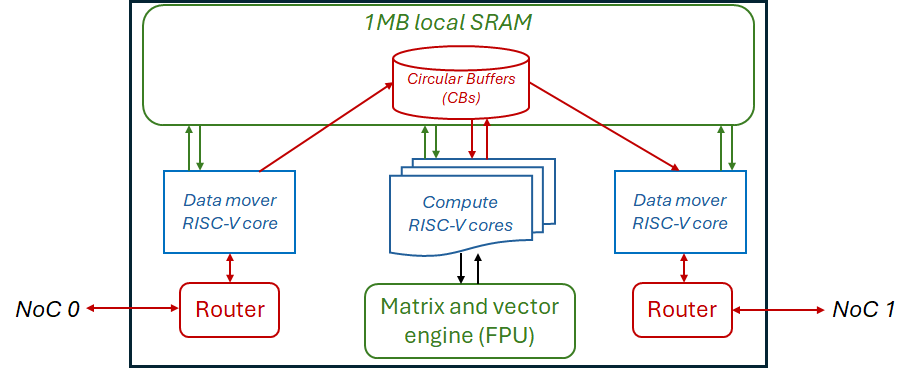 1MB local SRAM
Circular Buffers
(CBs)
Data mover
RISC-V core
Compute
RISC-V cores
Data mover
RISC-V core
NoC 0
Router
Matrix and vector
engine (FPU)
Router
NoC 1